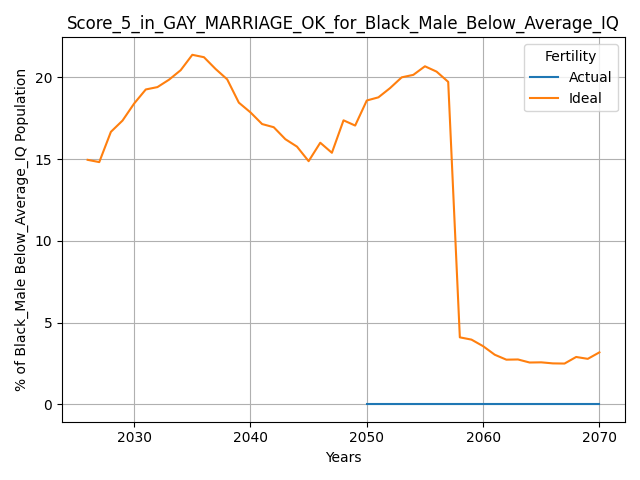 Score_5_in_GAY_MARRIAGE_OK_for_Black_Male_Below_Average_IQ
Fertility
Actual
Ideal
% of Black_Male Below_Average_IQ Population
20
15
10
5
0
2030 2040 2050 2060 2070
Years